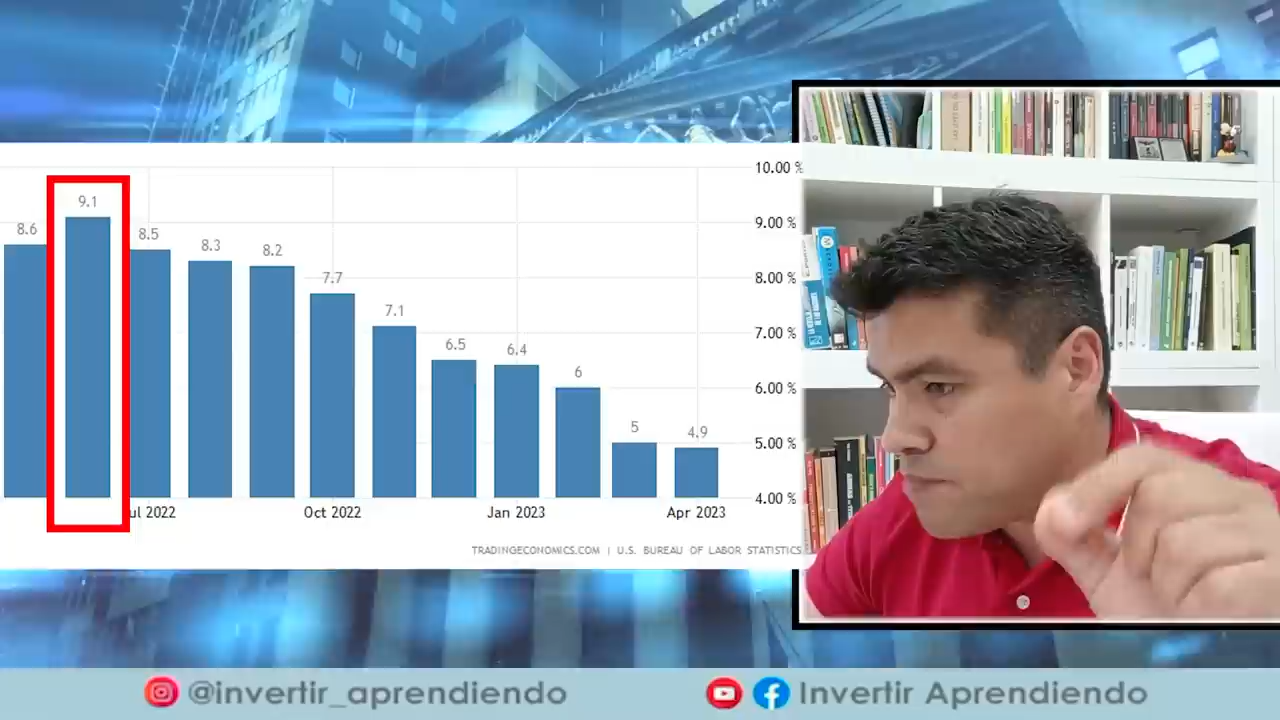 10.00 %
9.1
9.00 %
8.6
8.5
8.3
8.2
8.00 %
7.7
7.1
7.00 %
6.5
6.4
6
6.00 %
5
4.9
5.00 %
4.00 %
ul 2022
Oct 2022
Jan 2023
Apr 2023
TRADINGECONOMICS.COM | U.S. BUREAU OF LABOR STATISTICS
@invertir_aprendiendo
Invertir Aprendiendo